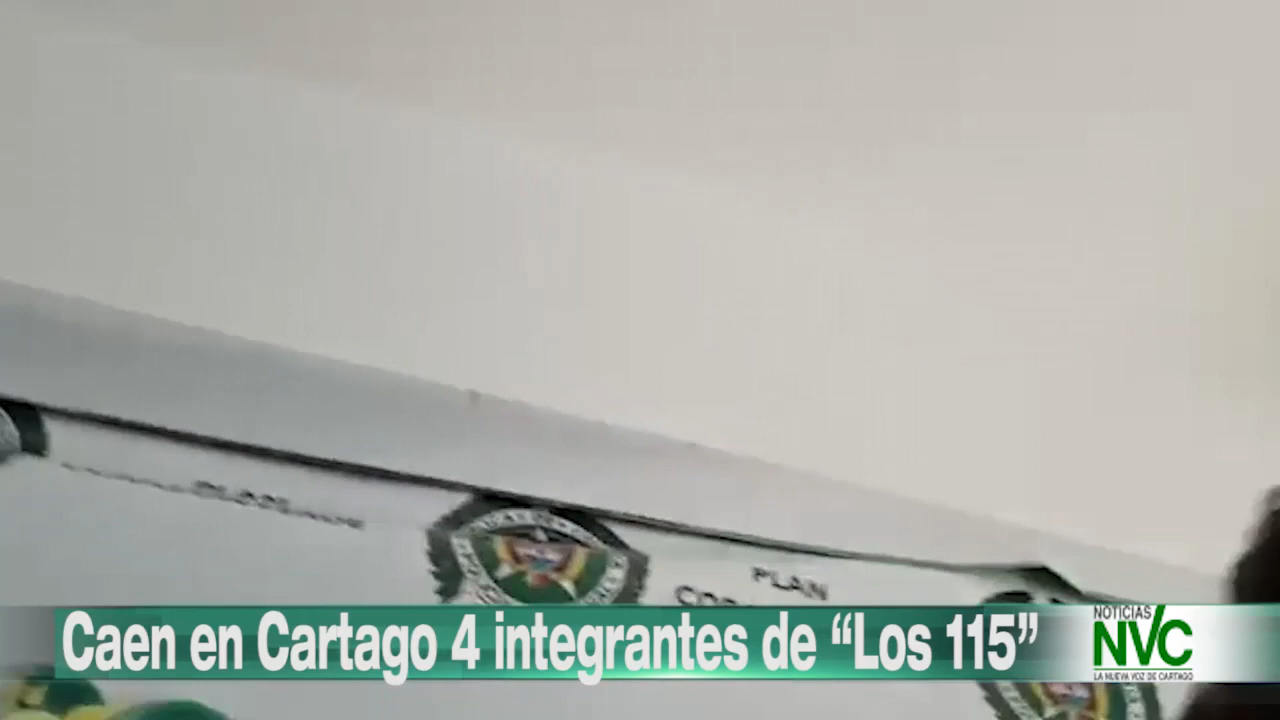 PLAN
Caen en Cartago 4 integrantes de “Los 115”
NOTICIAS
NVC
LA NUEVA VOZ DE CARTAGO